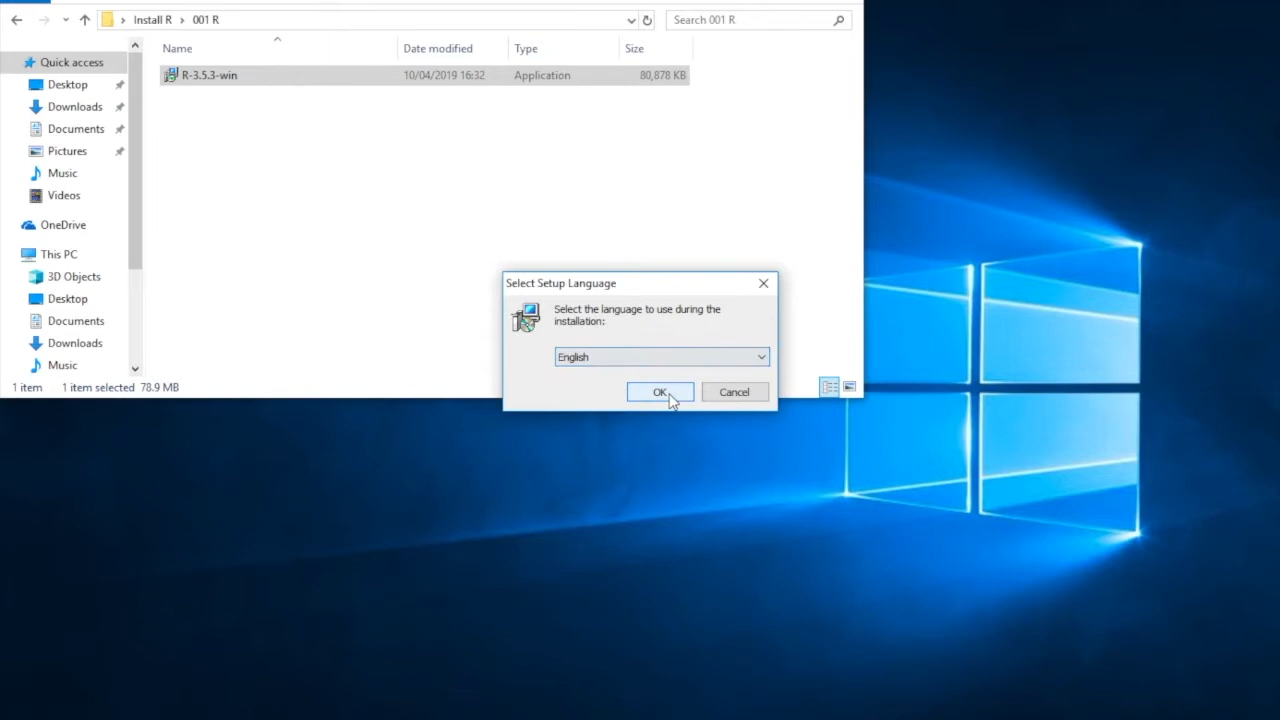 Install R > 001 R
Search 001 R
Name
Date modified
Type
Size
R-3.5.3-win
10/04/2019 16:32
Application
80,878 KB
Quick access
Desktop
Downloads
Documents
Pictures
Music
Videos
OneDrive
This PC
3D Objects
Desktop
Documents
Downloads
Music
1 item
1 item selected 78.9 MB
Select Setup Language
Select the language to use during the
installation:
English
OK
Cancel